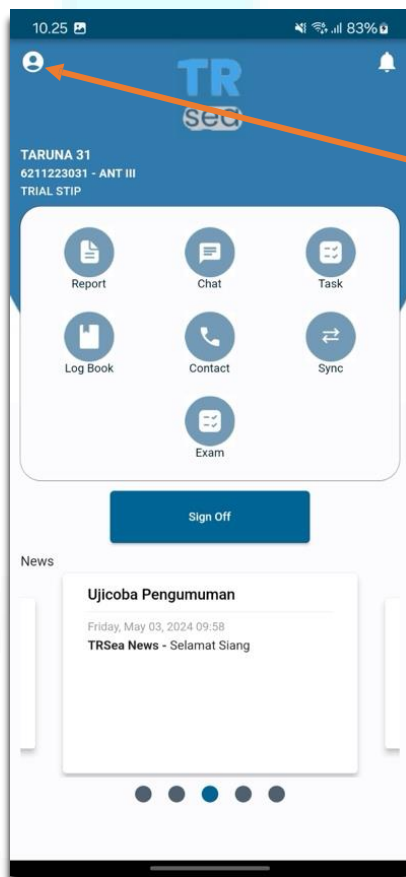 10.25
83%
TR
sea
TARUNA 31
6211223031 - ANT III
TRIAL STIP
Report
Chat
Task
Log Book
Contact
Sync
Exam
Sign Off
News
Ujicoba Pengumuman
Friday, May 03, 2024 09:58
TRSea News - Selamat Siang